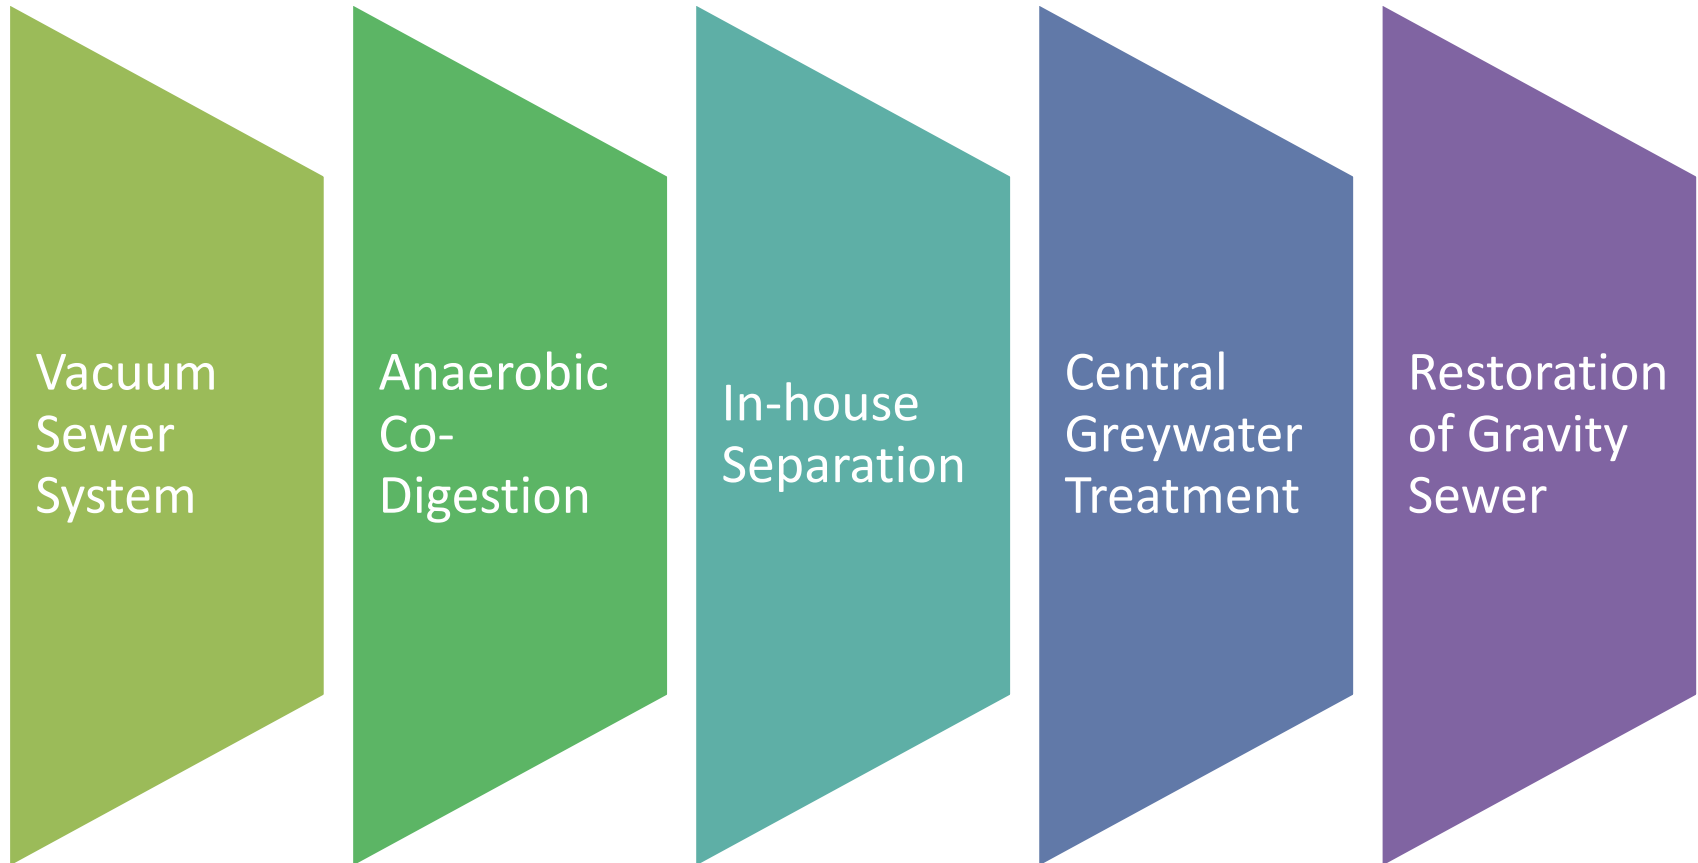 Vacuum
Sewer
System
Anaerobic
Co-
Digestion
In-house
Separation
Central
Greywater
Treatment
Restoration
of Gravity
Sewer